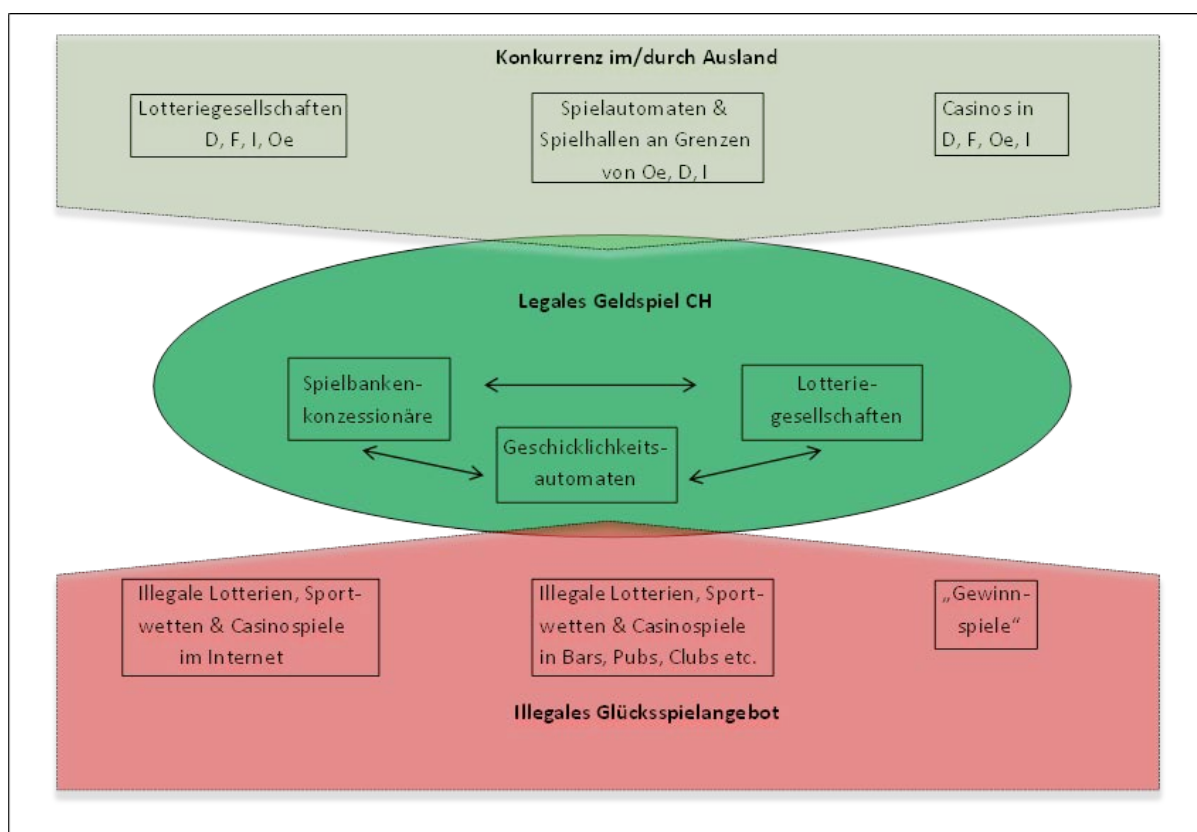 Konkurrenz im/durch Ausland
Lotteriegesellschaften
D, F, I, Oe
Spielautomaten &
Spielhallen an Grenzen
von Oe, D, I
Casinos in
D, F, Oe, I
Legales Geldspiel CH
Spielbanken-
konzessionäre
Lotterie-
gesellschaften
Geschicklichkeits-
automaten
Illegale Lotterien, Sport-
wetten & Casinospiele
im Internet
Illegale Lotterien, Sport-
wetten & Casinospiele
in Bars, Pubs, Clubs etc.
„Gewinn-
spiele“
Illegales Glücksspielangebot